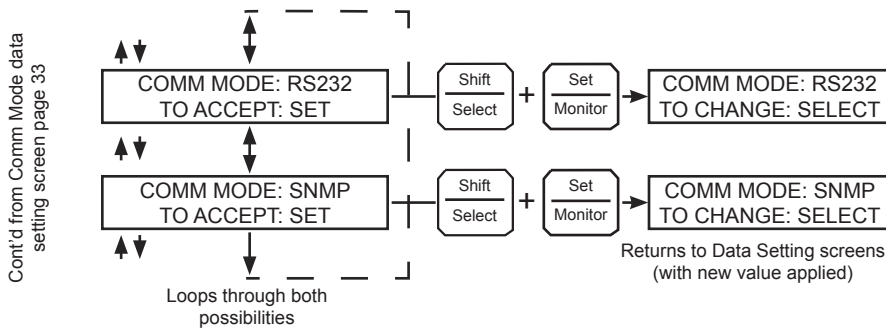 Cont'd from Comm Mode data
setting screen page 33
COMM MODE: RS232
TO ACCEPT: SET
Shift
Select
+
Set
Monitor
COMM MODE: RS232
TO CHANGE: SELECT
COMM MODE: SNMP
TO ACCEPT: SET
Shift
Select
+
Set
Monitor
COMM MODE: SNMP
TO CHANGE: SELECT
Loops through both
possibilities
Returns to Data Setting screens
(with new value applied)